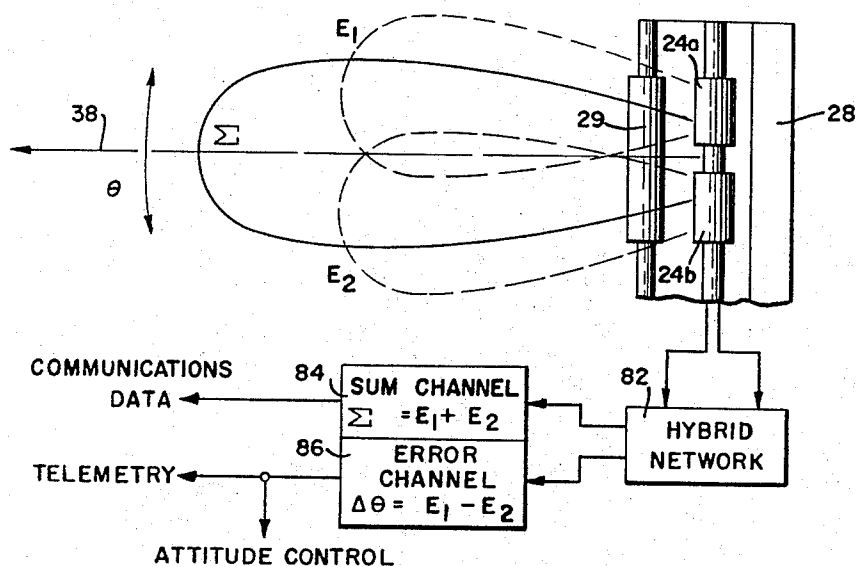 E1
24a
28
29
38
Σ
θ
E2
24b
COMMUNICATIONS
DATA
84
SUM CHANNEL
Σ = E1 + E2
82
HYBRID
NETWORK
86
ERROR
CHANNEL
Δθ = E1 - E2
TELEMETRY
ATTITUDE CONTROL